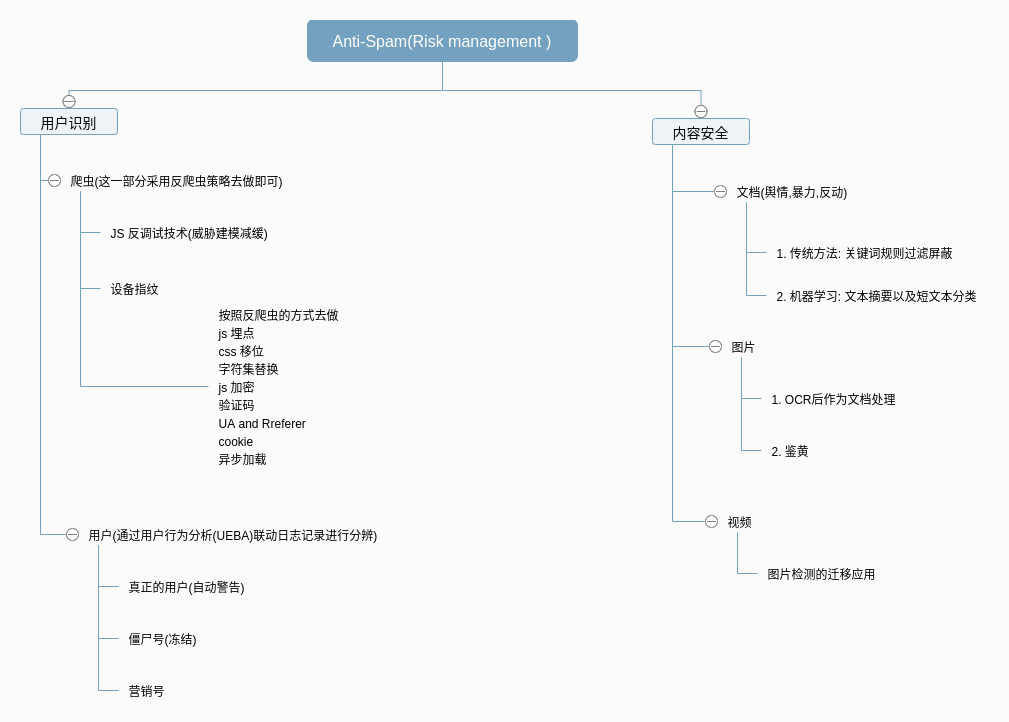 Anti-Spam(Risk management )
用户识别
爬虫(这一部分采用反爬虫策略去做即可)
JS 反调试技术(威胁建模减缓)
设备指纹
按照反爬虫的方式去做
js 埋点
css 移位
字符集替换
js 加密
验证码
UA and Rreferer
cookie
异步加载
用户(通过用户行为分析(UEBA)联动日志记录进行分辨)
真正的用户(自动警告)
僵尸号(冻结)
营销号
内容安全
文档(舆情,暴力,反动)
1. 传统方法: 关键词规则过滤屏蔽
2. 机器学习: 文本摘要以及短文本分类
图片
1. OCR后作为文档处理
2. 鉴黄
视频
图片检测的迁移应用